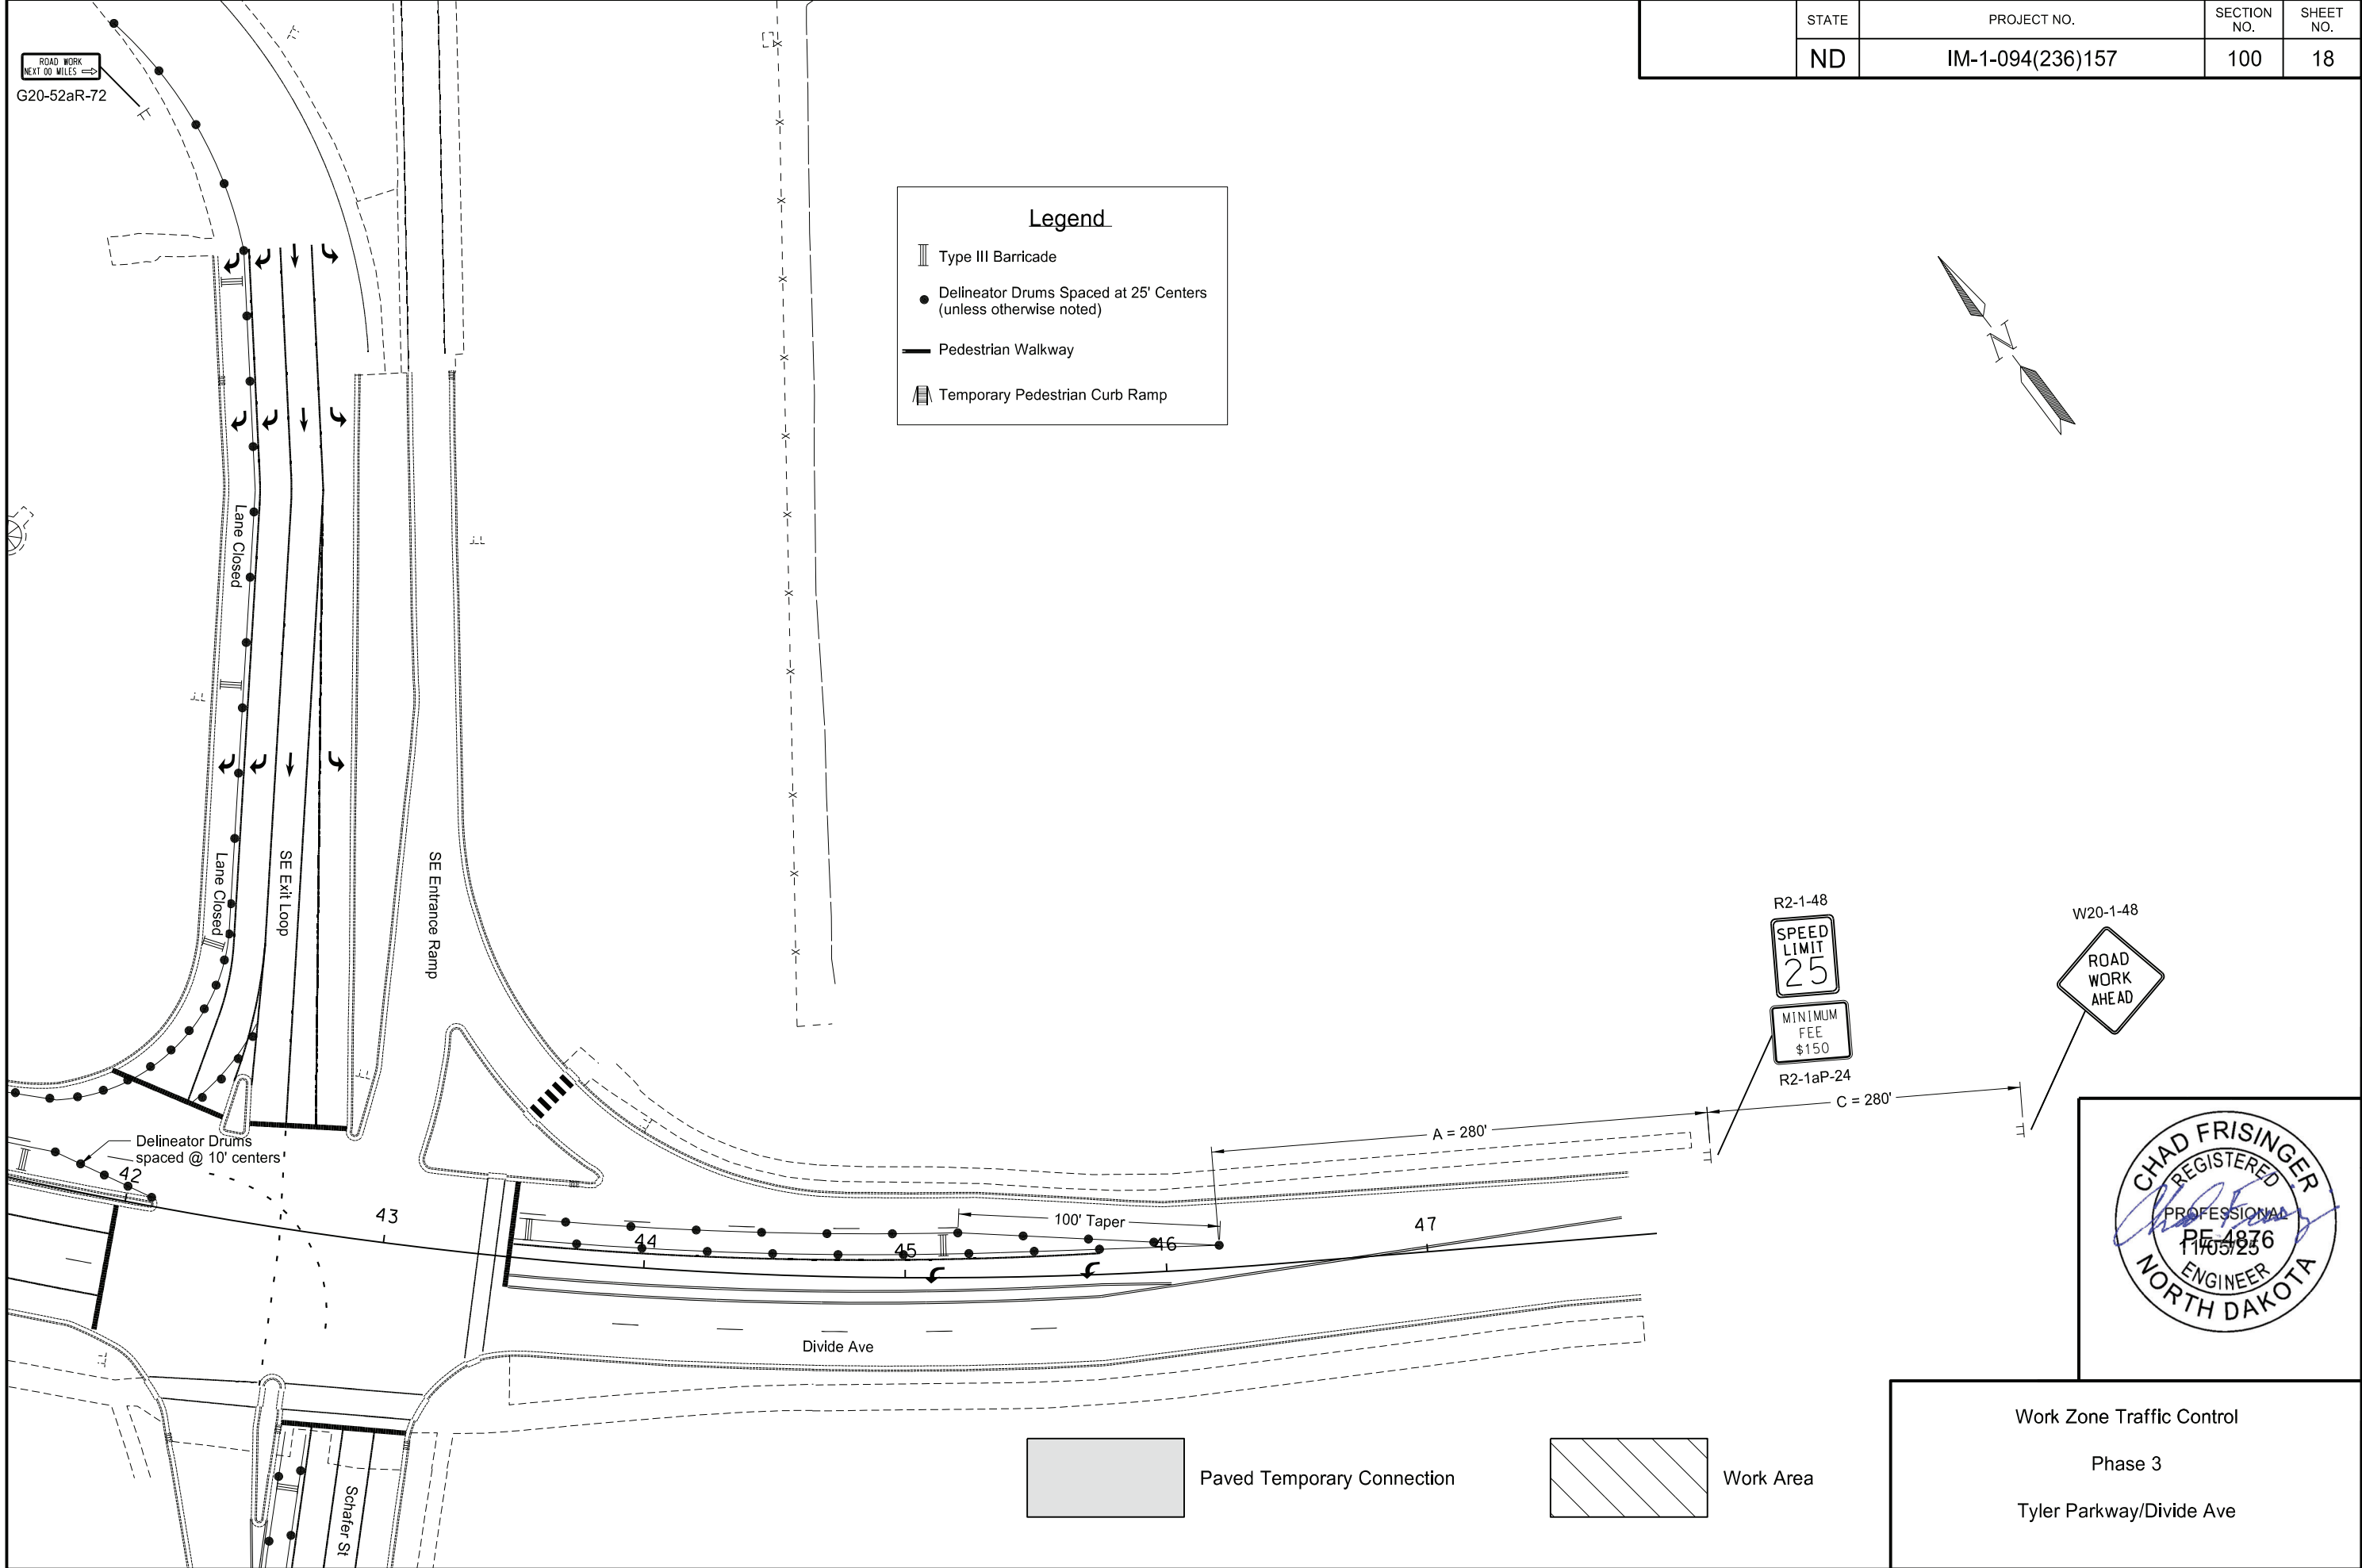 STATE
PROJECT NO.
SECTION
NO.
SHEET
NO.
ND
IM-1-094(236)157
100
18
ROAD WORK
NEXT 00 MILES
G20-52aR-72
Legend
Type III Barricade
Delineator Drums Spaced at 25' Centers
(unless otherwise noted)
Pedestrian Walkway
Temporary Pedestrian Curb Ramp
N
Lane Closed
Lane Closed
SE Exit Loop
SE Entrance Ramp
R2-1-48
SPEED
LIMIT
25
MINIMUM
FEE
$150
R2-1aP-24
W20-1-48
ROAD
WORK
AHEAD
A = 280'
C = 280'
Delineator Drums
spaced @ 10' centers
42
43
44
45
46
47
100' Taper
Divide Ave
Schafer St
CHAD FRISINGER
REGISTERED
PROFESSIONAL
PE-4876
11/05/25
ENGINEER
NORTH DAKOTA
Paved Temporary Connection
Work Area
Work Zone Traffic Control
Phase 3
Tyler Parkway/Divide Ave